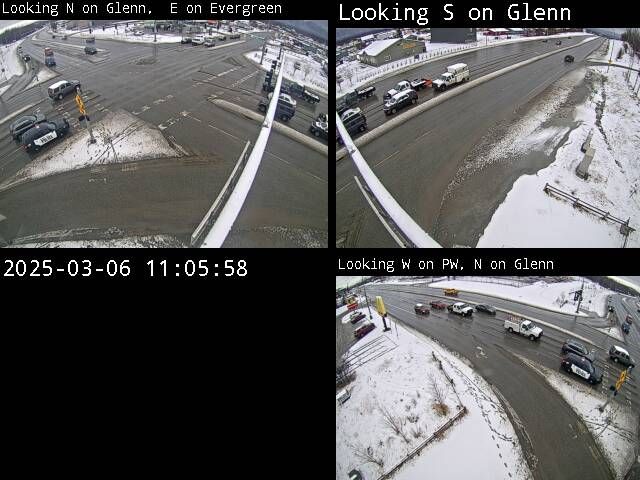 Looking N on Glenn, E on Evergreen
Looking S on Glenn
2025-03-06 11:05:58
Looking W on PW, N on Glenn